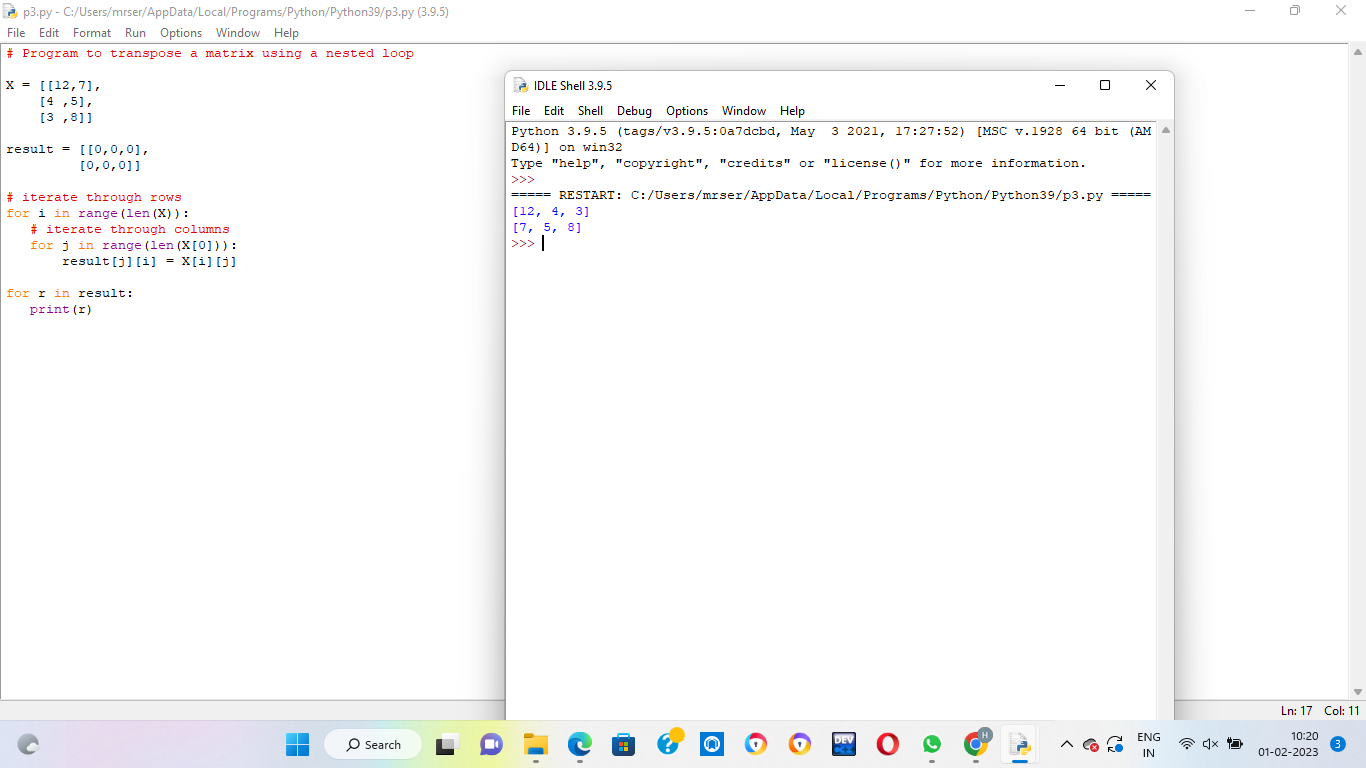 p3.py - C:/Users/mrser/AppData/Local/Programs/Python/Python39/p3.py (3.9.5)
File Edit Format Run Options Window Help
# Program to transpose a matrix using a nested loop
X = [[12,7],
    [4 ,5],
    [3 ,8]]
result = [[0,0,0],
         [0,0,0]]
# iterate through rows
for i in range(len(X)):
   # iterate through columns
   for j in range(len(X[0])):
       result[j][i] = X[i][j]
for r in result:
   print(r)
IDLE Shell 3.9.5
File Edit Shell Debug Options Window Help
Python 3.9.5 (tags/v3.9.5:0a7dcbd, May  3 2021, 17:27:52) [MSC v.1928 64 bit (AM
D64)] on win32
Type "help", "copyright", "credits" or "license()" for more information.
>>>
===== RESTART: C:/Users/mrser/AppData/Local/Programs/Python/Python39/p3.py =====
[12, 4, 3]
[7, 5, 8]
>>>
Ln: 17 Col: 11
Search
DEV
H
ENG
IN
10:20
01-02-2023
3